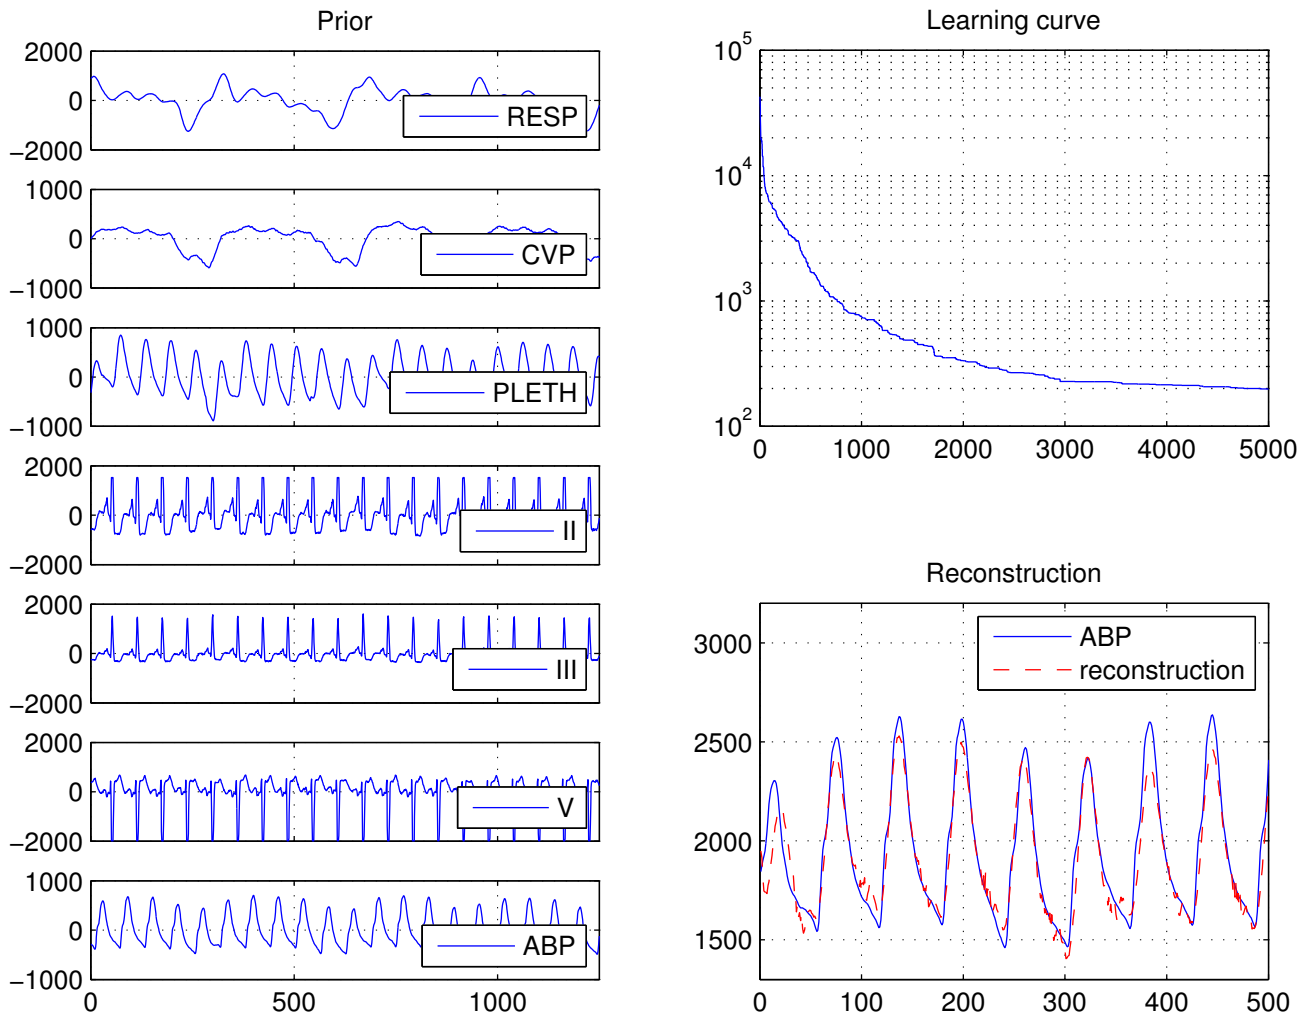 Prior
2000
0
−2000
RESP
1000
0
−1000
CVP
1000
0
−1000
PLETH
2000
0
−2000
II
2000
0
−2000
III
2000
0
−2000
V
1000
0
−1000
ABP
0 500 1000
Learning curve
10^5
10^4
10^3
10^2
0 1000 2000 3000 4000 5000
Reconstruction
3000
2500
2000
1500
ABP
reconstruction
0 100 200 300 400 500